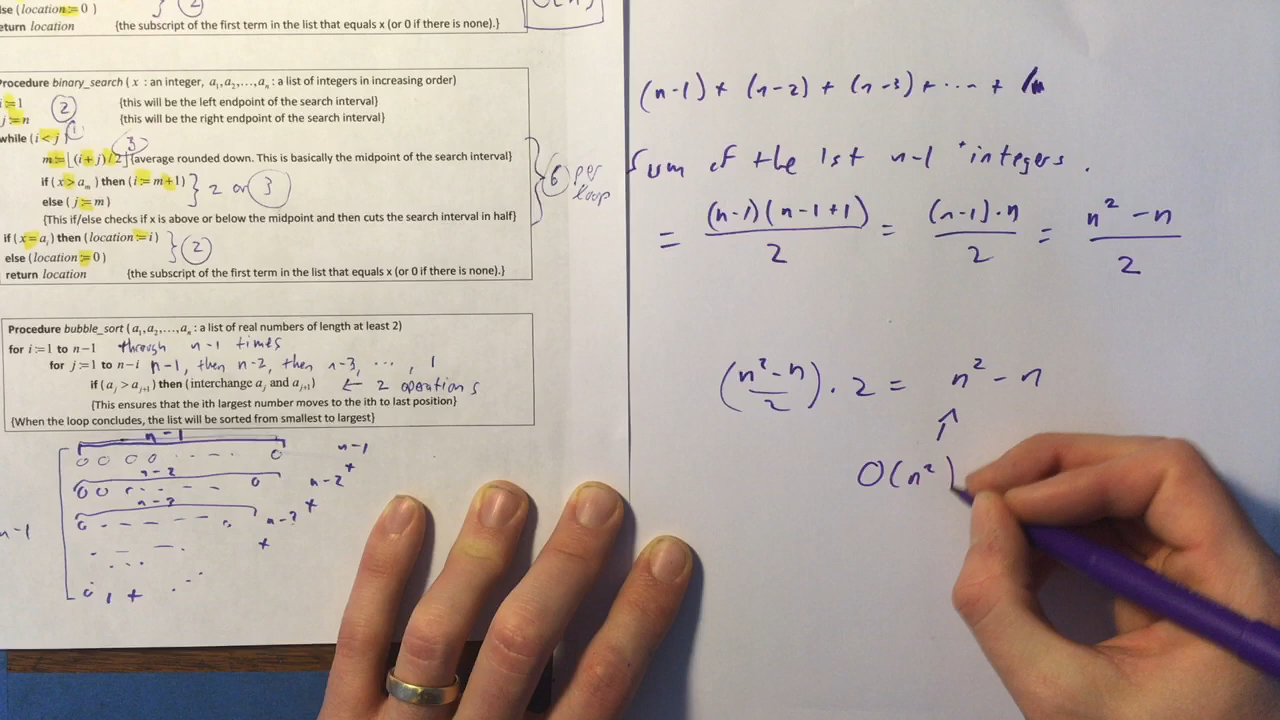 lse ( location:= 0 ) } 2
eturn location {the subscript of the first term in the list that equals x (or 0 if there is none).}
Procedure binary_search ( x : an integer, a₁,a₂,…,aₙ : a list of integers in increasing order)
i:=1 2 {this will be the left endpoint of the search interval}
j:=n {this will be the right endpoint of the search interval}
while (i < j) 1
m:=⌊(i + j)/2⌋ 3 {average rounded down. This is basically the midpoint of the search interval}
if (x > aₘ) then (i:= m+1) } 2 or 3
else ( j:= m)
{This if/else checks if x is above or below the midpoint and then cuts the search interval in half}
} 6 per loop
if (x = aᵢ) then (location:= i) } 2
else (location:= 0)
return location {the subscript of the first term in the list that equals x (or 0 if there is none).}
Procedure bubble_sort (a₁,a₂,…,aₙ : a list of real numbers of length at least 2)
for i:=1 to n−1 through n-1 times
for j:=1 to n−i n-1, then n-2, then n-3, ..., 1
if (aⱼ > aⱼ₊₁) then (interchange aⱼ and aⱼ₊₁) ← 2 operations
{This ensures that the ith largest number moves to the ith to last position}
{When the loop concludes, the list will be sorted from smallest to largest}
n-1
n-1
n-2
n-2 +
n-3
n-3 +
+
n-1
1 +
(n-1) + (n-2) + (n-3) + ... + 1
Sum of the 1st n-1 + integers.
= (n-1)(n-1+1)/2 = (n-1)·n/2 = n² - n/2
(n²-n/2) · 2 = n² - n
↑
O(n²)